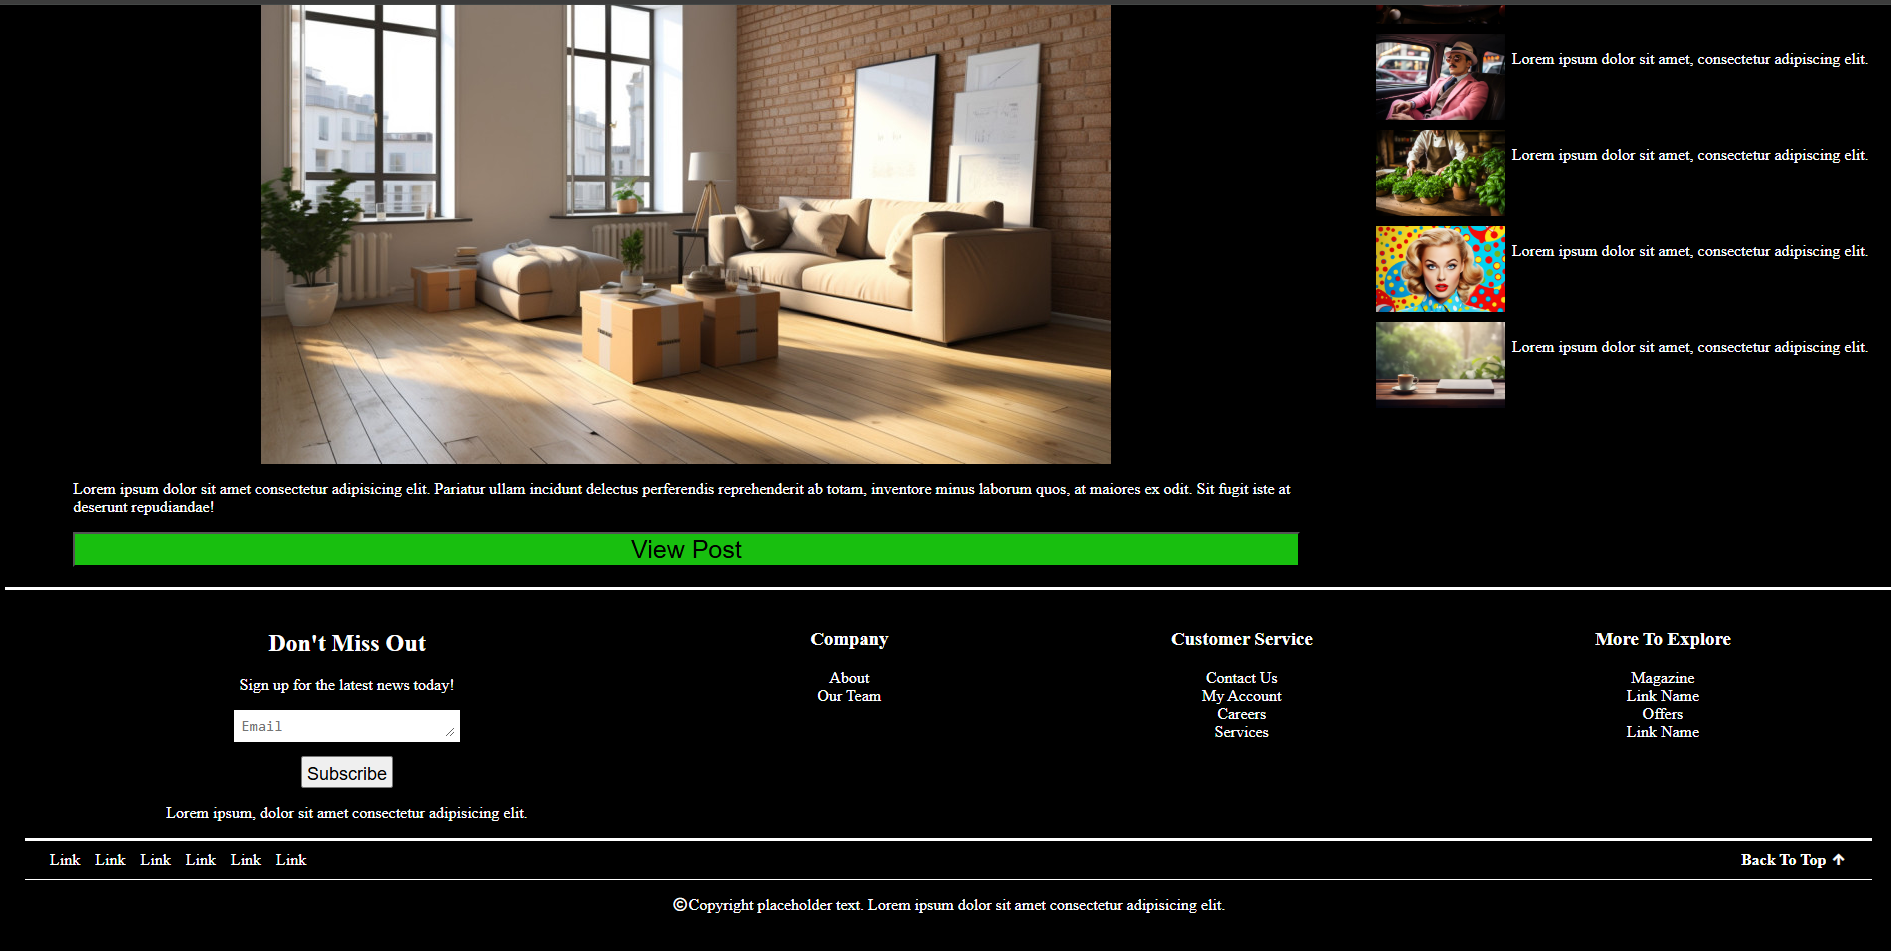 Lorem ipsum dolor sit amet, consectetur adipiscing elit.
Lorem ipsum dolor sit amet, consectetur adipiscing elit.
Lorem ipsum dolor sit amet, consectetur adipiscing elit.
Lorem ipsum dolor sit amet, consectetur adipiscing elit.
Lorem ipsum dolor sit amet consectetur adipisicing elit. Pariatur ullam incidunt delectus perferendis reprehenderit ab totam, inventore minus laborum quos, at maiores ex odit. Sit fugit iste at
deserunt repudiandae!
View Post
Don't Miss Out
Sign up for the latest news today!
Email
Subscribe
Lorem ipsum, dolor sit amet consectetur adipisicing elit.
Company
About
Our Team
Customer Service
Contact Us
My Account
Careers
Services
More To Explore
Magazine
Link Name
Offers
Link Name
Link Link Link Link Link Link
Back To Top ↑
©Copyright placeholder text. Lorem ipsum dolor sit amet consectetur adipisicing elit.